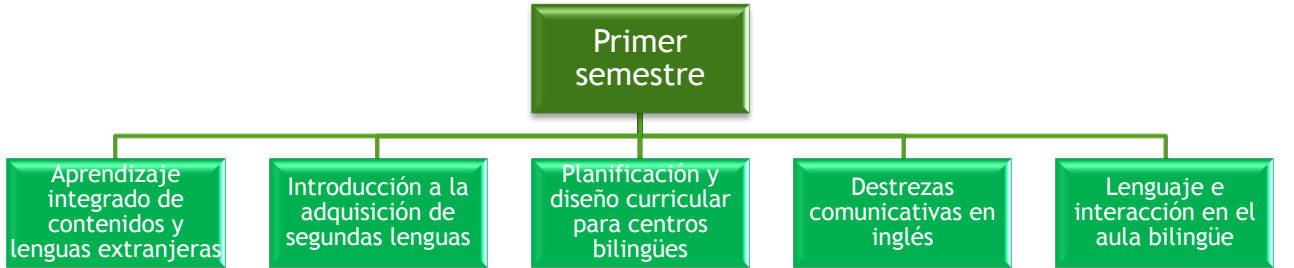 Primer
semestre
Aprendizaje
integrado de
contenidos y
lenguas extranjeras
Introducción a la
adquisición de
segundas lenguas
Planificación y
diseño curricular
para centros
bilingües
Destrezas
comunicativas en
inglés
Lenguaje e
interacción en el
aula bilingüe